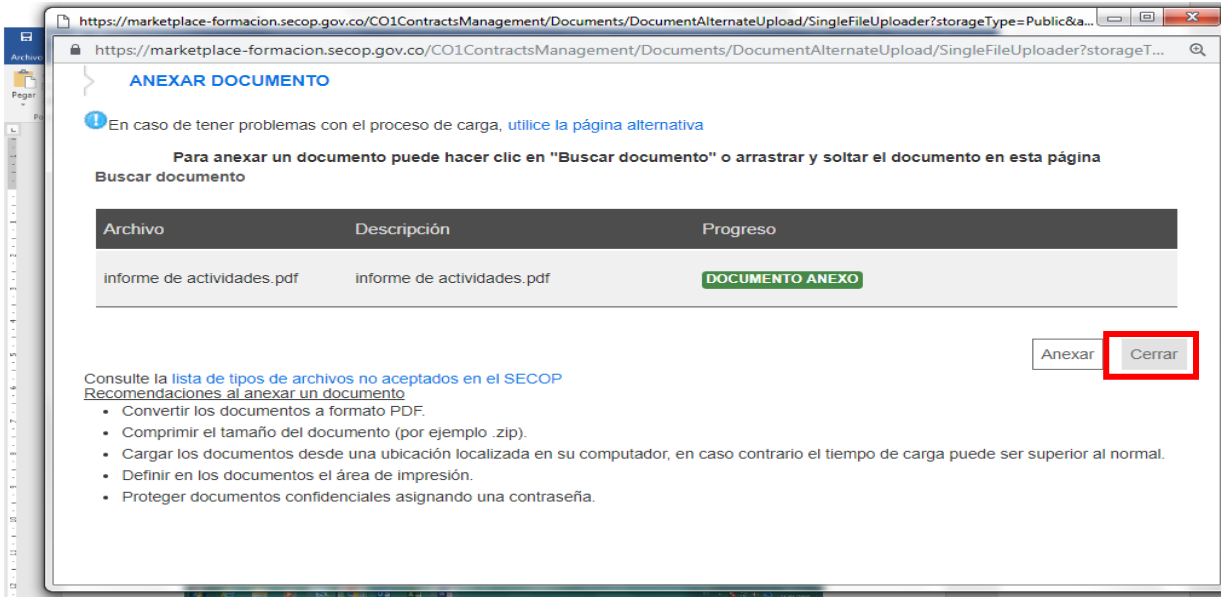 https://marketplace-formacion.secop.gov.co/CO1ContractsManagement/Documents/DocumentAlternateUpload/SingleFileUploader?storageType=Public&a...
https://marketplace-formacion.secop.gov.co/CO1ContractsManagement/Documents/DocumentAlternateUpload/SingleFileUploader?storageT...
Archivo
Pegar
ANEXAR DOCUMENTO
En caso de tener problemas con el proceso de carga, utilice la página alternativa
Para anexar un documento puede hacer clic en "Buscar documento" o arrastrar y soltar el documento en esta página
Buscar documento
Archivo Descripción Progreso
informe de actividades.pdf informe de actividades.pdf DOCUMENTO ANEXO
Anexar Cerrar
Consulte la lista de tipos de archivos no aceptados en el SECOP
Recomendaciones al anexar un documento
• Convertir los documentos a formato PDF.
• Comprimir el tamaño del documento (por ejemplo .zip).
• Cargar los documentos desde una ubicación localizada en su computador, en caso contrario el tiempo de carga puede ser superior al normal.
• Definir en los documentos el área de impresión.
• Proteger documentos confidenciales asignando una contraseña.